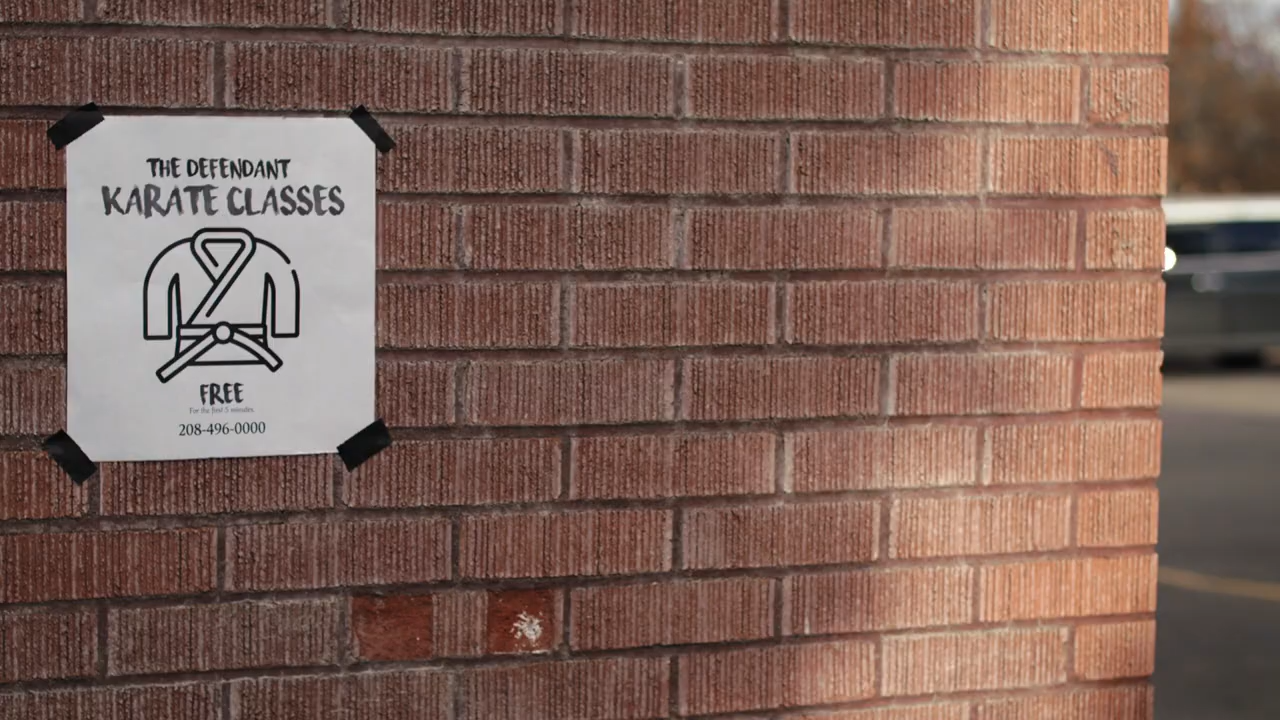 THE DEFENDANT
KARATE CLASSES
FREE
For the first 5 minutes.
208-496-0000